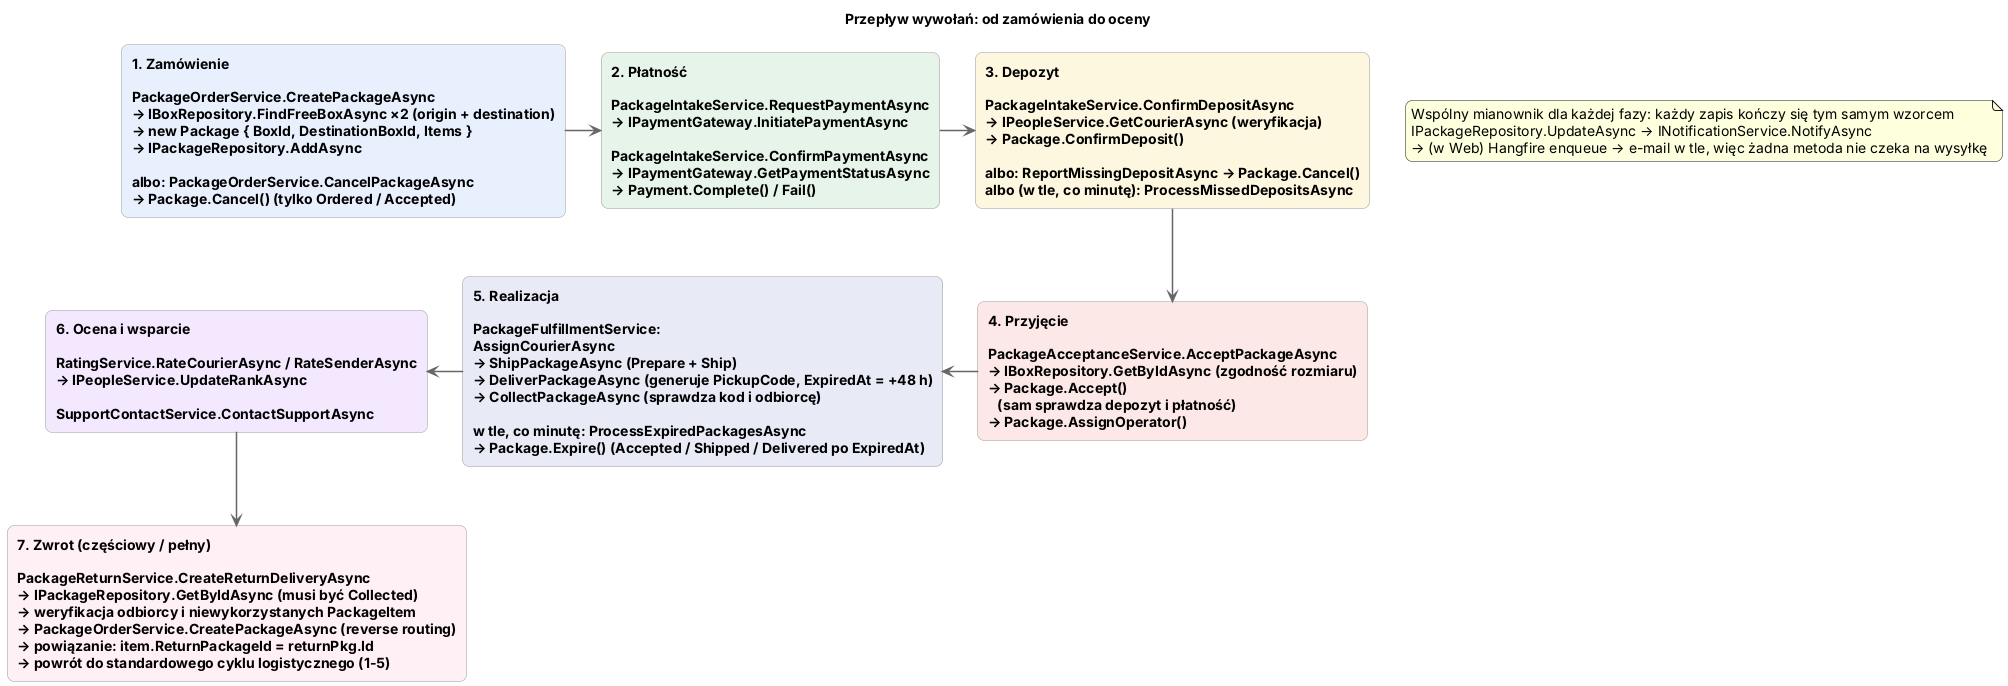 Przepływ wywołań: od zamówienia do oceny
1. Zamówienie
PackageOrderService.CreatePackageAsync
→ IBoxRepository.FindFreeBoxAsync ×2 (origin + destination)
→ new Package { BoxId, DestinationBoxId, Items }
→ IPackageRepository.AddAsync
albo: PackageOrderService.CancelPackageAsync
→ Package.Cancel() (tylko Ordered / Accepted)
2. Płatność
PackageIntakeService.RequestPaymentAsync
→ IPaymentGateway.InitiatePaymentAsync
PackageIntakeService.ConfirmPaymentAsync
→ IPaymentGateway.GetPaymentStatusAsync
→ Payment.Complete() / Fail()
3. Depozyt
PackageIntakeService.ConfirmDepositAsync
→ IPeopleService.GetCourierAsync (weryfikacja)
→ Package.ConfirmDeposit()
albo: ReportMissingDepositAsync → Package.Cancel()
albo (w tle, co minutę): ProcessMissedDepositsAsync
Wspólny mianownik dla każdej fazy: każdy zapis kończy się tym samym wzorcem
IPackageRepository.UpdateAsync → INotificationService.NotifyAsync
→ (w Web) Hangfire enqueue → e-mail w tle, więc żadna metoda nie czeka na wysyłkę
4. Przyjęcie
PackageAcceptanceService.AcceptPackageAsync
→ IBoxRepository.GetByIdAsync (zgodność rozmiaru)
→ Package.Accept()
(sam sprawdza depozyt i płatność)
→ Package.AssignOperator()
5. Realizacja
PackageFulfillmentService:
AssignCourierAsync
→ ShipPackageAsync (Prepare + Ship)
→ DeliverPackageAsync (generuje PickupCode, ExpiredAt = +48 h)
→ CollectPackageAsync (sprawdza kod i odbiorcę)
w tle, co minutę: ProcessExpiredPackagesAsync
→ Package.Expire() (Accepted / Shipped / Delivered po ExpiredAt)
6. Ocena i wsparcie
RatingService.RateCourierAsync / RateSenderAsync
→ IPeopleService.UpdateRankAsync
SupportContactService.ContactSupportAsync
7. Zwrot (częściowy / pełny)
PackageReturnService.CreateReturnDeliveryAsync
→ IPackageRepository.GetByIdAsync (musi być Collected)
→ weryfikacja odbiorcy i niewykorzystanych PackageItem
→ PackageOrderService.CreatePackageAsync (reverse routing)
→ powiązanie: item.ReturnPackageId = returnPkg.Id
→ powrót do standardowego cyklu logistycznego (1-5)